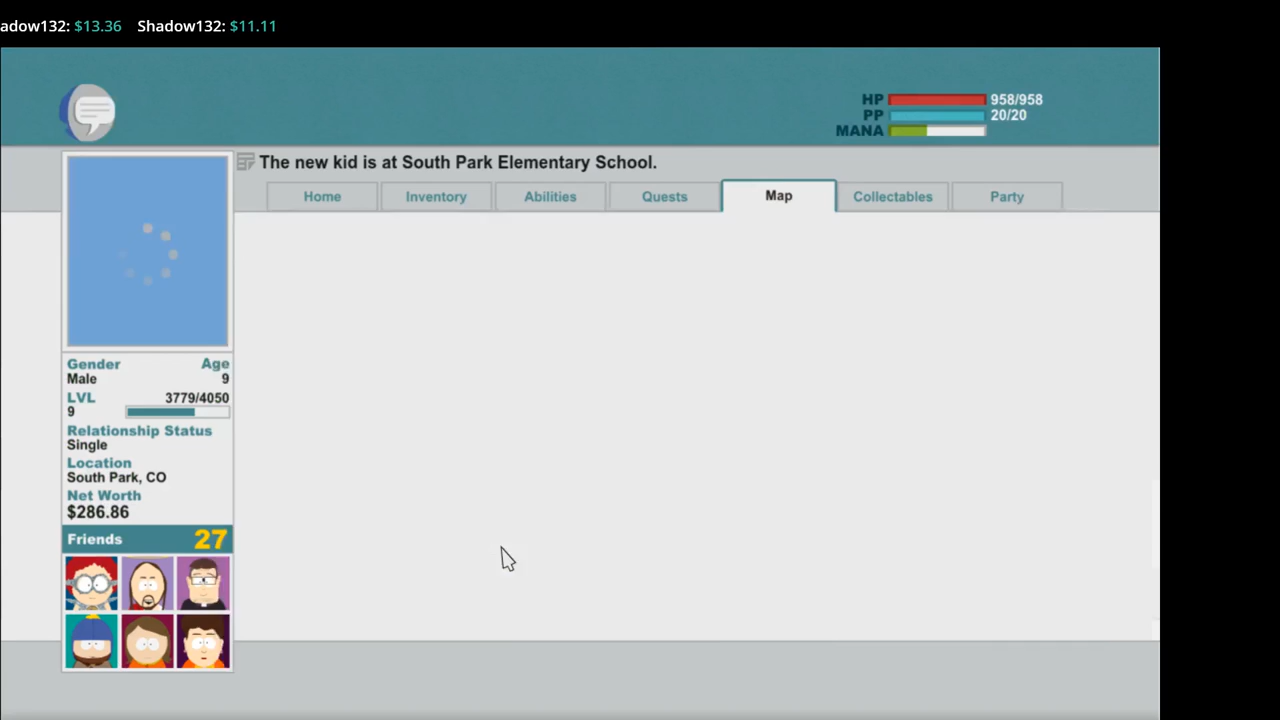 adow132: $13.36 Shadow132: $11.11
HP 958/958
PP 20/20
MANA
The new kid is at South Park Elementary School.
Home Inventory Abilities Quests Map Collectables Party
Gender Age
Male 9
LVL 3779/4050
9
Relationship Status
Single
Location
South Park, CO
Net Worth
$286.86
Friends 27